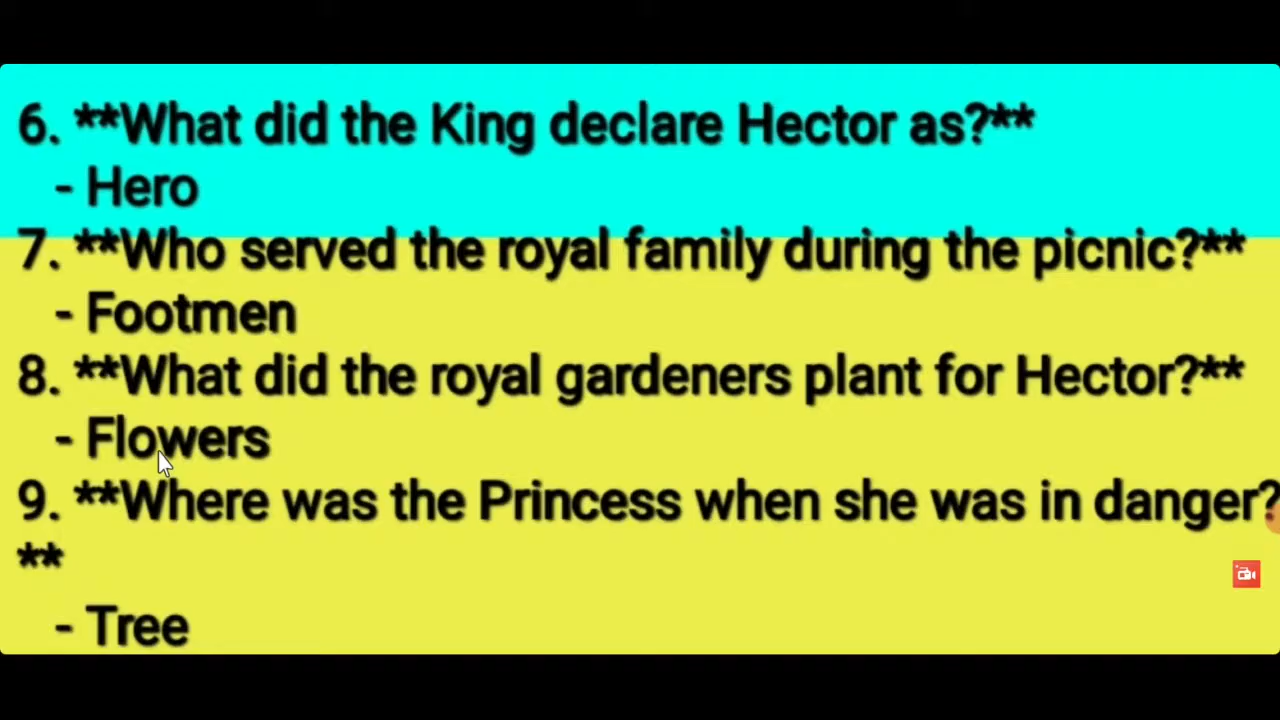 6. **What did the King declare Hector as?**
- Hero
7. **Who served the royal family during the picnic?**
- Footmen
8. **What did the royal gardeners plant for Hector?**
- Flowers
9. **Where was the Princess when she was in danger?
**
- Tree